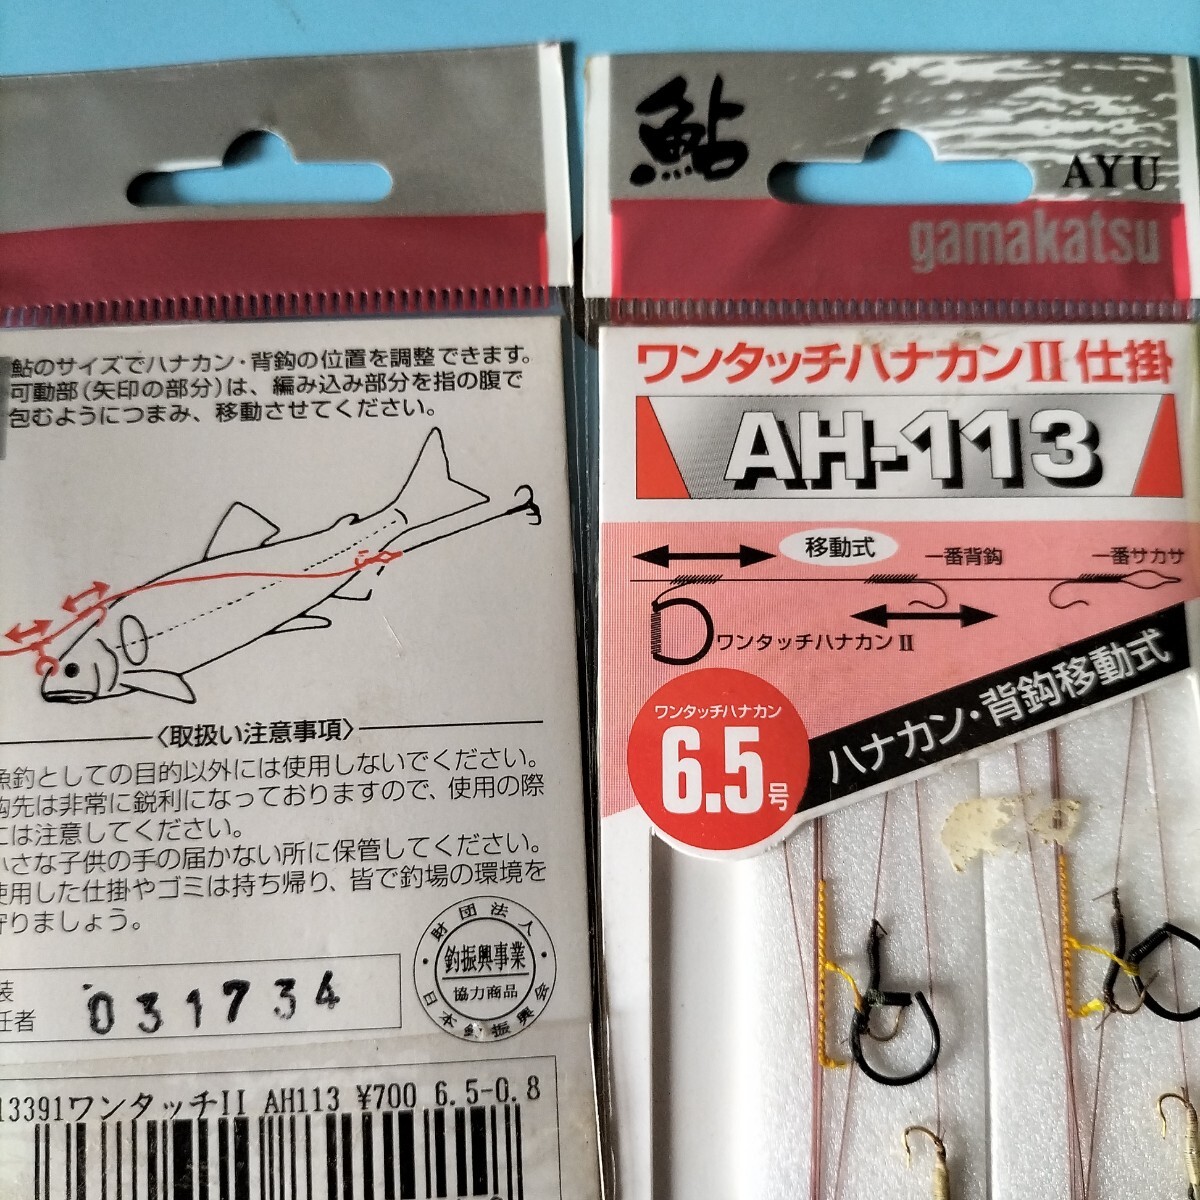 鮎のサイズでハナカン・背鈎の位置を調整できます。
可動部(矢印の部分)は、編み込み部分を指の腹で
包むようにつまみ、移動させてください。
〈取扱い注意事項〉
魚釣としての目的以外には使用しないでください。
鈎先は非常に鋭利になっておりますので、使用の際
には注意してください。
小さな子供の手の届かない所に保管してください。
使用した仕掛やゴミは持ち帰り、皆で釣場の環境を
守りましょう。
装
任者
031734
財団法人
釣振興事業
協力商品
日本釣振興会
13391ワンタッチII AH113 ¥700 6.5-0.8
鮎
AYU
gamakatsu
ワンタッチハナカンII仕掛
AH-113
移動式
一番背鈎
一番サカサ
ワンタッチハナカンII
ハナカン・背鈎移動式
ワンタッチハナカン
6.5号